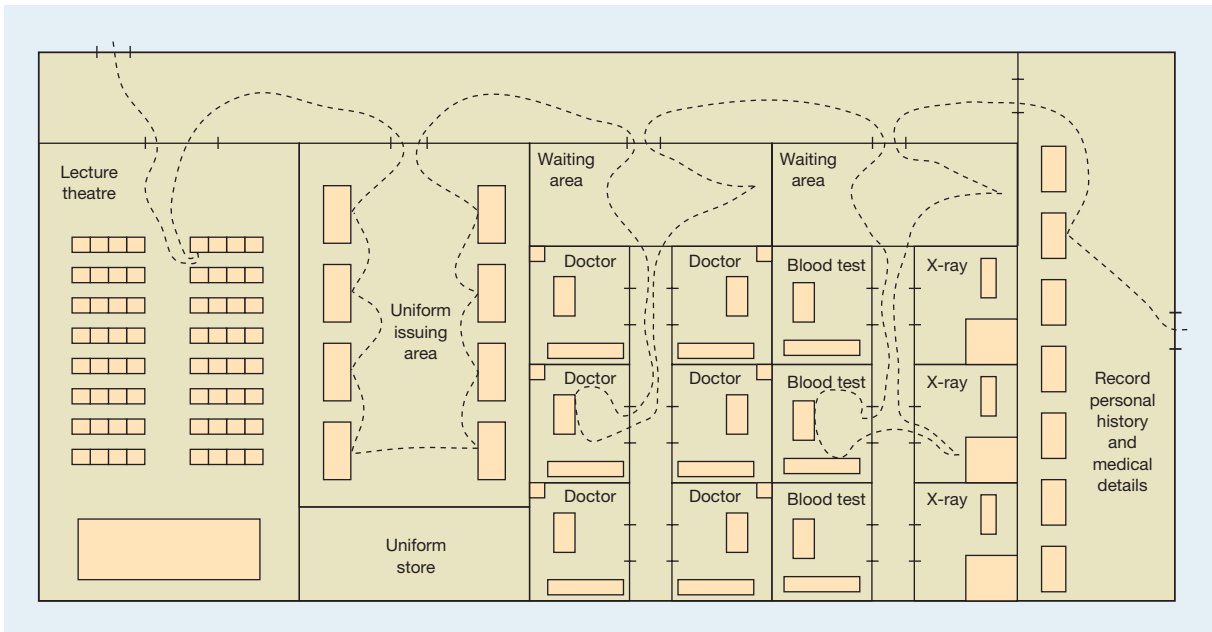 Lecture
theatre
Uniform
issuing
area
Uniform
store
Waiting
area
Waiting
area
Doctor
Doctor
Blood test
X-ray
Doctor
Doctor
Blood test
X-ray
Doctor
Doctor
Blood test
X-ray
Record
personal
history
and
medical
details